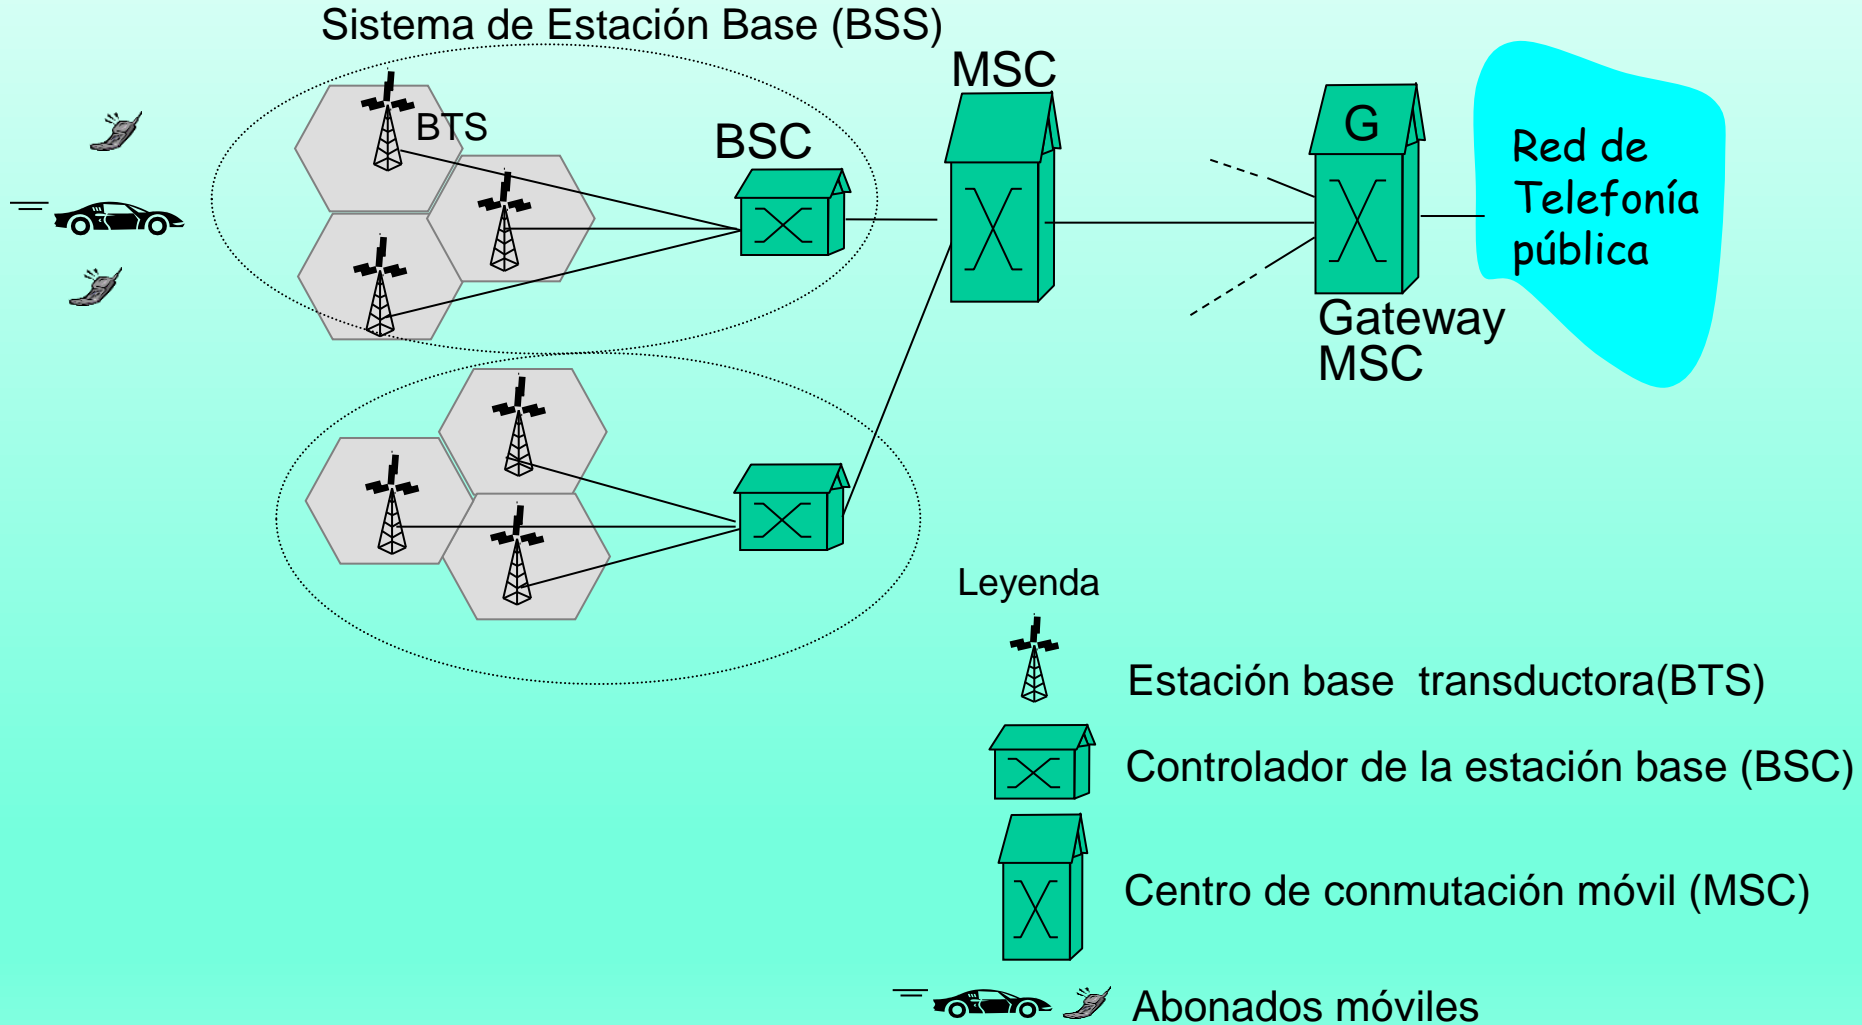 Sistema de Estación Base (BSS)
MSC
BTS
BSC
G
Red de
Telefonía
pública
Gateway
MSC
Leyenda
Estación base transductora(BTS)
Controlador de la estación base (BSC)
Centro de conmutación móvil (MSC)
Abonados móviles